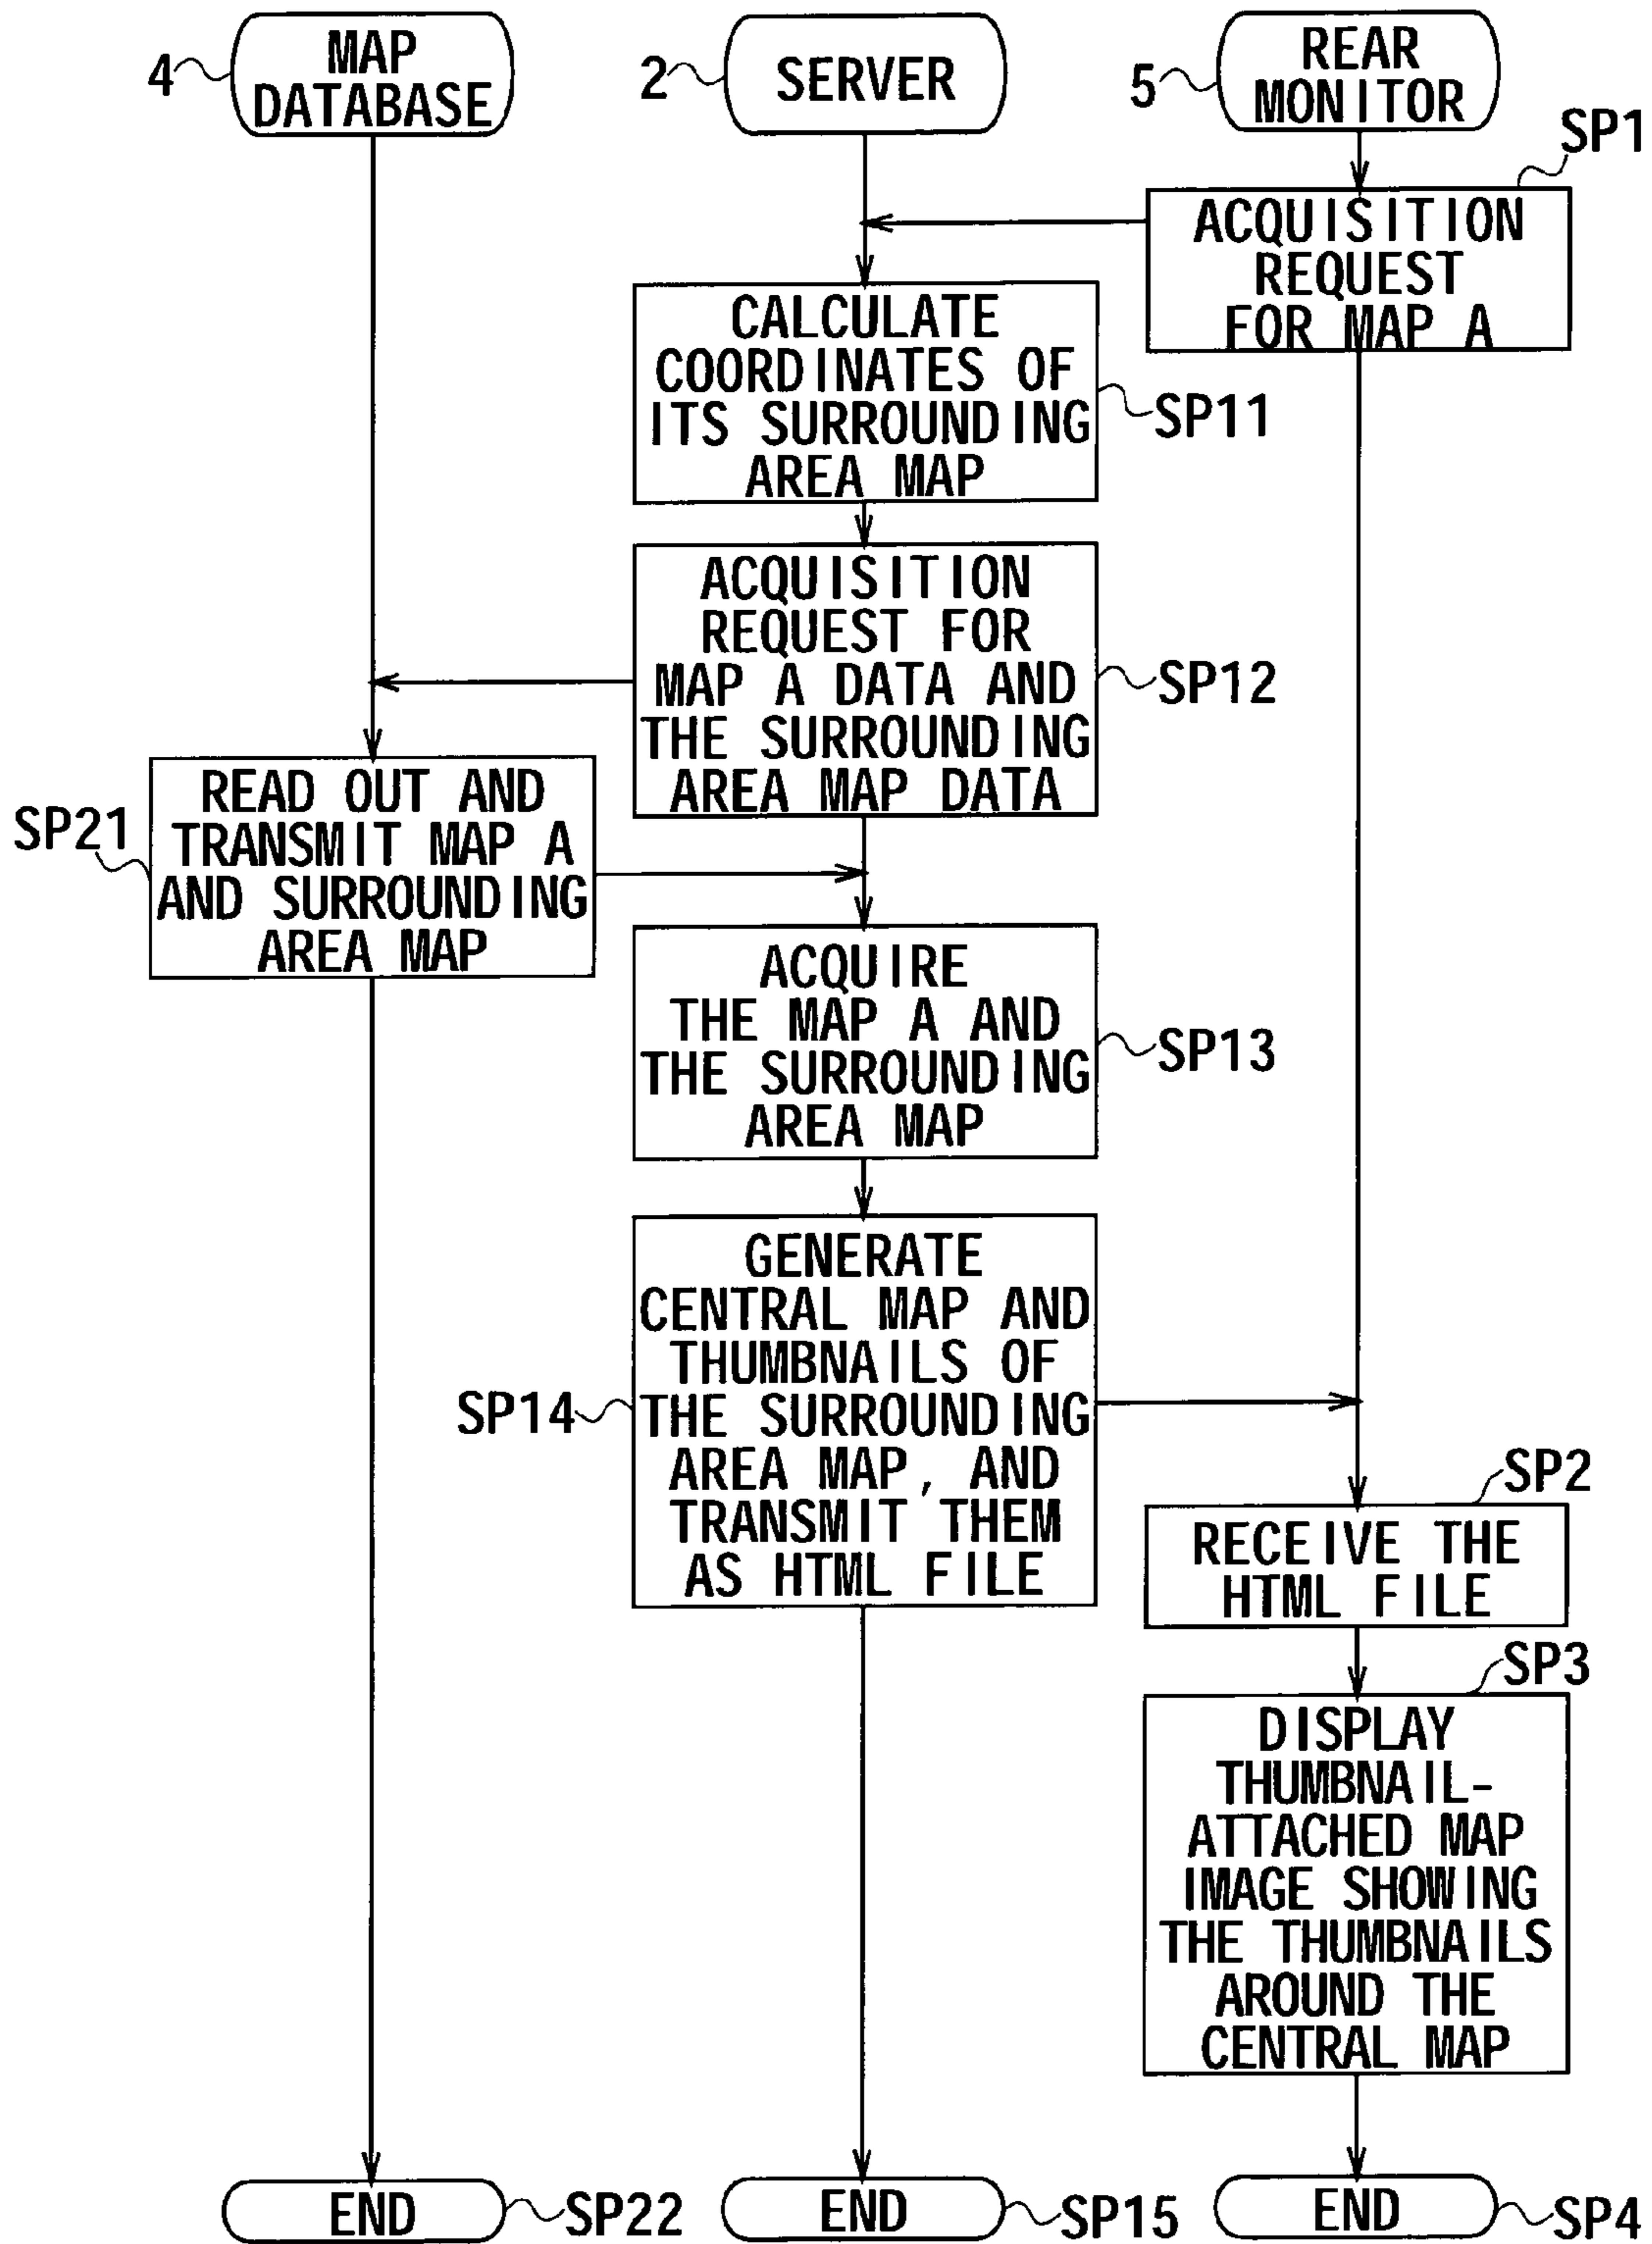 4
MAP
DATABASE
2
SERVER
5
REAR
MONITOR
SP1
ACQUISITION
REQUEST
FOR MAP A
CALCULATE
COORDINATES OF
ITS SURROUNDING
AREA MAP
SP11
ACQUISITION
REQUEST FOR
MAP A DATA AND
THE SURROUNDING
AREA MAP DATA
SP12
SP21
READ OUT AND
TRANSMIT MAP A
AND SURROUNDING
AREA MAP
ACQUIRE
THE MAP A AND
THE SURROUNDING
AREA MAP
SP13
SP14
GENERATE
CENTRAL MAP AND
THUMBNAILS OF
THE SURROUNDING
AREA MAP, AND
TRANSMIT THEM
AS HTML FILE
SP2
RECEIVE THE
HTML FILE
SP3
DISPLAY
THUMBNAIL-
ATTACHED MAP
IMAGE SHOWING
THE THUMBNAILS
AROUND THE
CENTRAL MAP
END
SP22
END
SP15
END
SP4